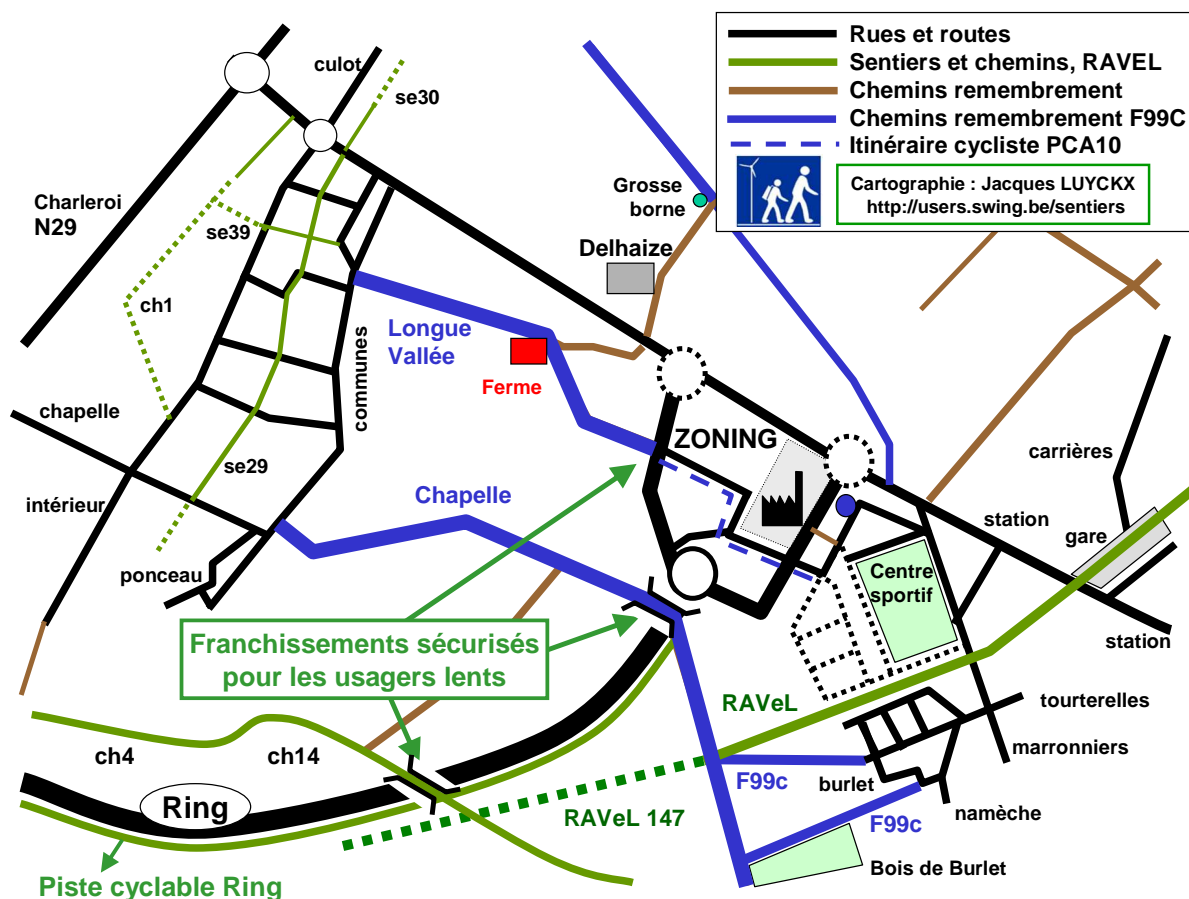 Rues et routes
Sentiers et chemins, RAVEL
Chemins remembrement
Chemins remembrement F99C
Itinéraire cycliste PCA10
Cartographie : Jacques LUYCKX
http://users.swing.be/sentiers
culot
se30
Charleroi
N29
se39
ch1
Grosse
borne
Delhaize
Longue
Vallée
communes
Ferme
chapelle
ZONING
carrières
se29
intérieur
Chapelle
station
gare
ponceau
Centre
sportif
station
Franchissements sécurisés
pour les usagers lents
RAVeL
tourterelles
marronniers
ch4
ch14
F99c
burlet
Ring
RAVeL 147
namèche
F99c
Bois de Burlet
Piste cyclable Ring